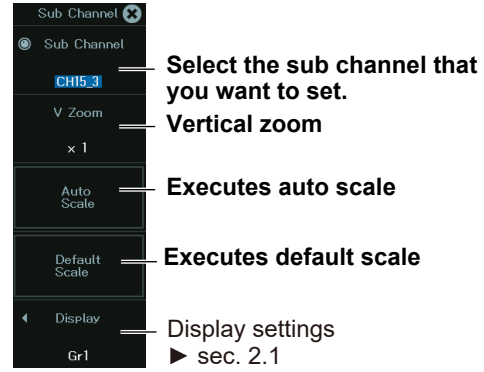 Sub Channel
Sub Channel
CH15_3
Select the sub channel that
you want to set.
V Zoom
× 1
Vertical zoom
Auto
Scale
Executes auto scale
Default
Scale
Executes default scale
Display
Gr1
Display settings
► sec. 2.1